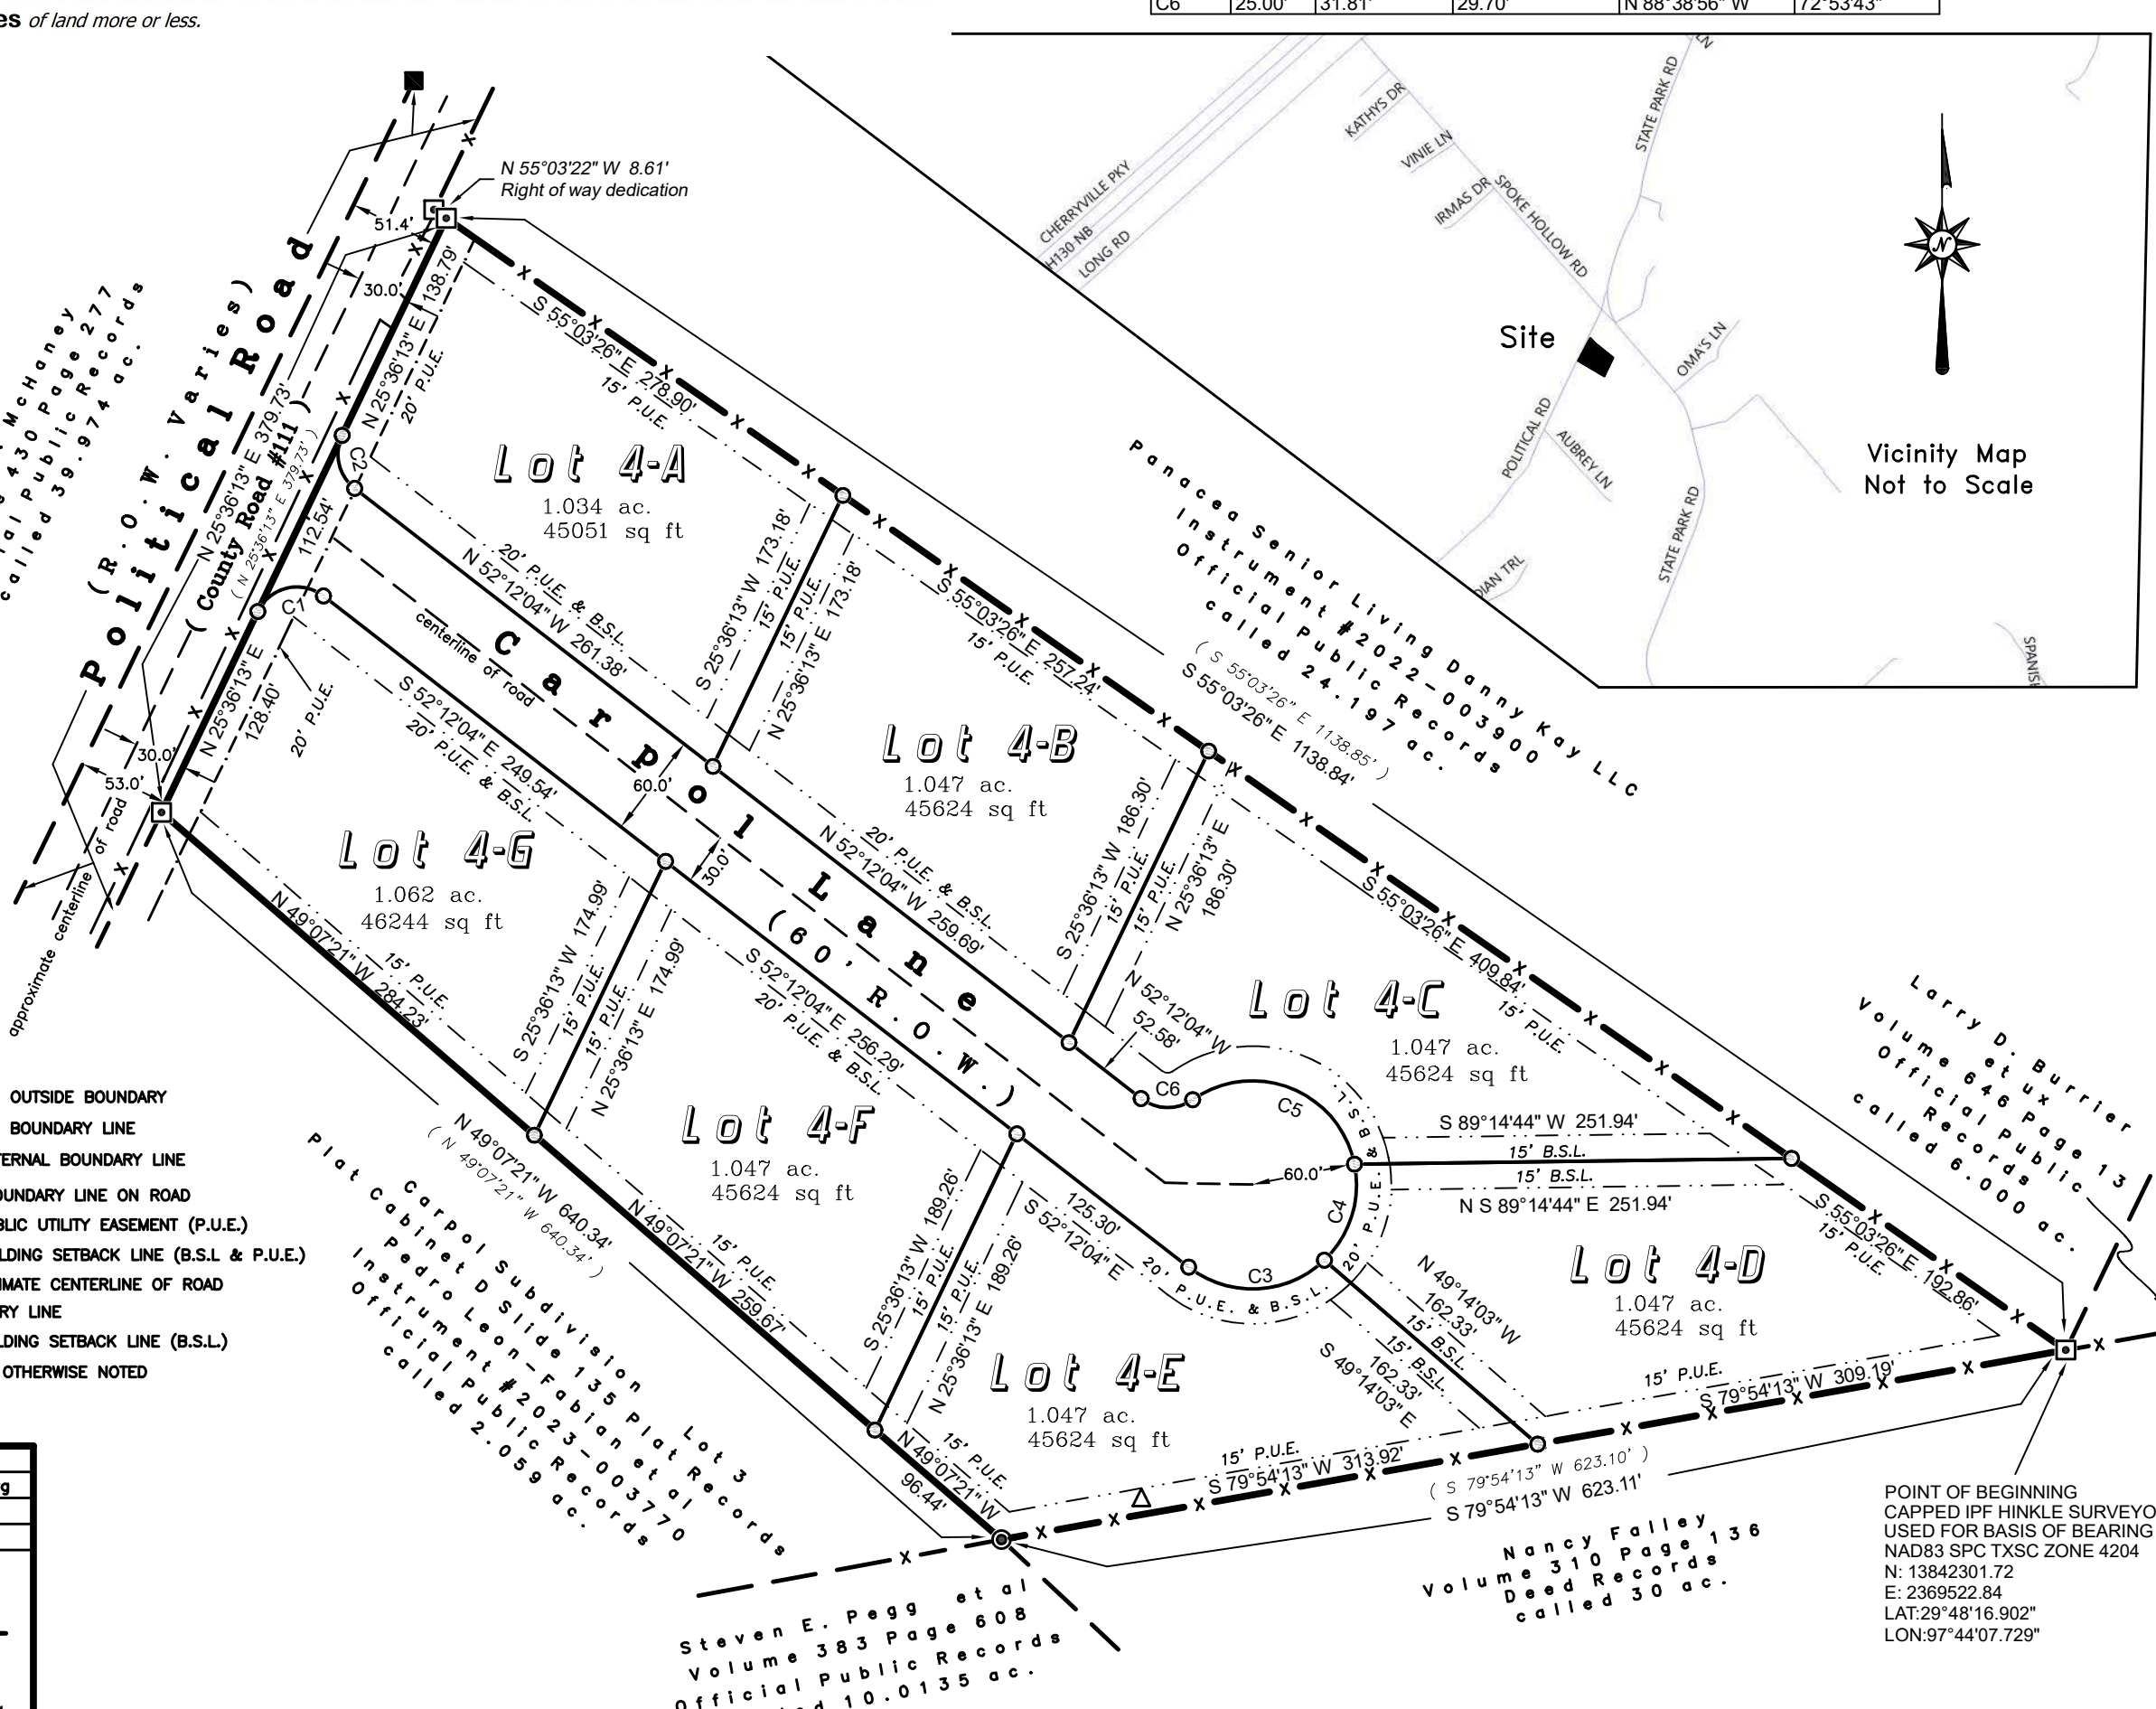 es of land more or less.
C6 25.00' 31.81' 29.70' N 88°38'56" W 72°53'43"
N 55°03'22" W 8.61'
Right of way dedication
51.4'
30.0'
N 25°36'13" E 138.79'
20' P.U.E.
S 55°03'26" E 278.90'
15' P.U.E.
McHaney
430 Page 277
Public Records
called 39.974 ac.
Political Road
(R.O.W. Varies)
(County Road #111)
N 25°36'13" E 379.73'
( N 25°36'13" E 379.73' )
C2
112.54'
C7
N 25°36'13" E
128.40'
20' P.U.E.
30.0'
53.0'
approximate centerline of road
Lot 4-A
1.034 ac.
45051 sq ft
20' P.U.E. & B.S.L.
N 52°12'04" W 261.38'
S 25°36'13" W 173.18'
15' P.U.E.
15' P.U.E.
N 25°36'13" E 173.18'
S 55°03'26" E 257.24'
15' P.U.E.
Carpol Lane
(60' R.O.W.)
centerline of road
60.0'
30.0'
S 52°12'04" E 249.54'
20' P.U.E. & B.S.L.
Lot 4-B
1.047 ac.
45624 sq ft
20' P.U.E. & B.S.L.
N 52°12'04" W 259.69'
S 25°36'13" W 186.30'
15' P.U.E.
15' P.U.E.
N 25°36'13" E
186.30'
( S 55°03'26" E 1138.85' )
S 55°03'26" E 1138.84'
Panacea Senior Living Danny Kay LLC
Instrument #2022-003900
Official Public Records
called 24.197 ac.
Lot 4-G
1.062 ac.
46244 sq ft
N 49°07'21" W 284.23'
15' P.U.E.
S 25°36'13" W 174.99'
15' P.U.E.
15' P.U.E.
N 25°36'13" E 174.99'
S 52°12'04" E 256.29'
20' P.U.E. & B.S.L.
Lot 4-C
1.047 ac.
45624 sq ft
N 52°12'04" W
52.58'
C6
C5
S 55°03'26" E 409.84'
15' P.U.E.
S 89°14'44" W 251.94'
15' B.S.L.
15' B.S.L.
N S 89°14'44" E 251.94'
60.0'
C4
C3
20' P.U.E. & B.S.L.
20' P.U.E. & B.S.L.
Lot 4-F
1.047 ac.
45624 sq ft
N 49°07'21" W 259.67'
15' P.U.E.
N 49°07'21" W 640.34'
( N 49°07'21" W 640.34' )
S 25°36'13" W 189.26'
15' P.U.E.
15' P.U.E.
N 25°36'13" E 189.26'
125.30'
S 52°12'04" E
Lot 4-D
1.047 ac.
45624 sq ft
S 55°03'26" E 192.86'
15' P.U.E.
N 49°14'03" W
162.33'
15' B.S.L.
15' B.S.L.
162.33'
S 49°14'03" E
15' P.U.E.
S 79°54'13" W 309.19'
Lot 4-E
1.047 ac.
45624 sq ft
15' P.U.E.
N 49°07'21" W
96.44'
15' P.U.E.
S 79°54'13" W 313.92'
( S 79°54'13" W 623.10' )
S 79°54'13" W 623.11'
Larry D. Burrier
et ux
Volume 646 Page 13
Official Public
Records
called 6.000 ac.
Nancy Falley
Volume 310 Page 136
Deed Records
called 30 ac.
Carpol Subdivision Lot 3
Plat Cabinet D Slide 135 Plat Records
Pedro Leon-Fabian et al
Instrument #2023-003770
Official Public Records
called 2.059 ac.
Steven E. Pegg et al
Volume 383 Page 608
Official Public Records
10.0135 ac.
POINT OF BEGINNING
CAPPED IPF HINKLE SURVEYO
USED FOR BASIS OF BEARING
NAD83 SPC TXSC ZONE 4204
N: 13842301.72
E: 2369522.84
LAT:29°48'16.902"
LON:97°44'07.729"
OUTSIDE BOUNDARY
BOUNDARY LINE
TERNAL BOUNDARY LINE
OUNDARY LINE ON ROAD
BLIC UTILITY EASEMENT (P.U.E.)
LDING SETBACK LINE (B.S.L & P.U.E.)
IMATE CENTERLINE OF ROAD
RY LINE
LDING SETBACK LINE (B.S.L.)
OTHERWISE NOTED
g
CHERRYVILLE PKY
H130 NB
LONG RD
KATHYS DR
VINIE LN
IRMAS DR
SPOKE HOLLOW RD
STATE PARK RD
LN
Site
OMA'S LN
POLITICAL RD
AUBREY LN
STATE PARK RD
DIAN TRL
SPANIS
N
Vicinity Map
Not to Scale